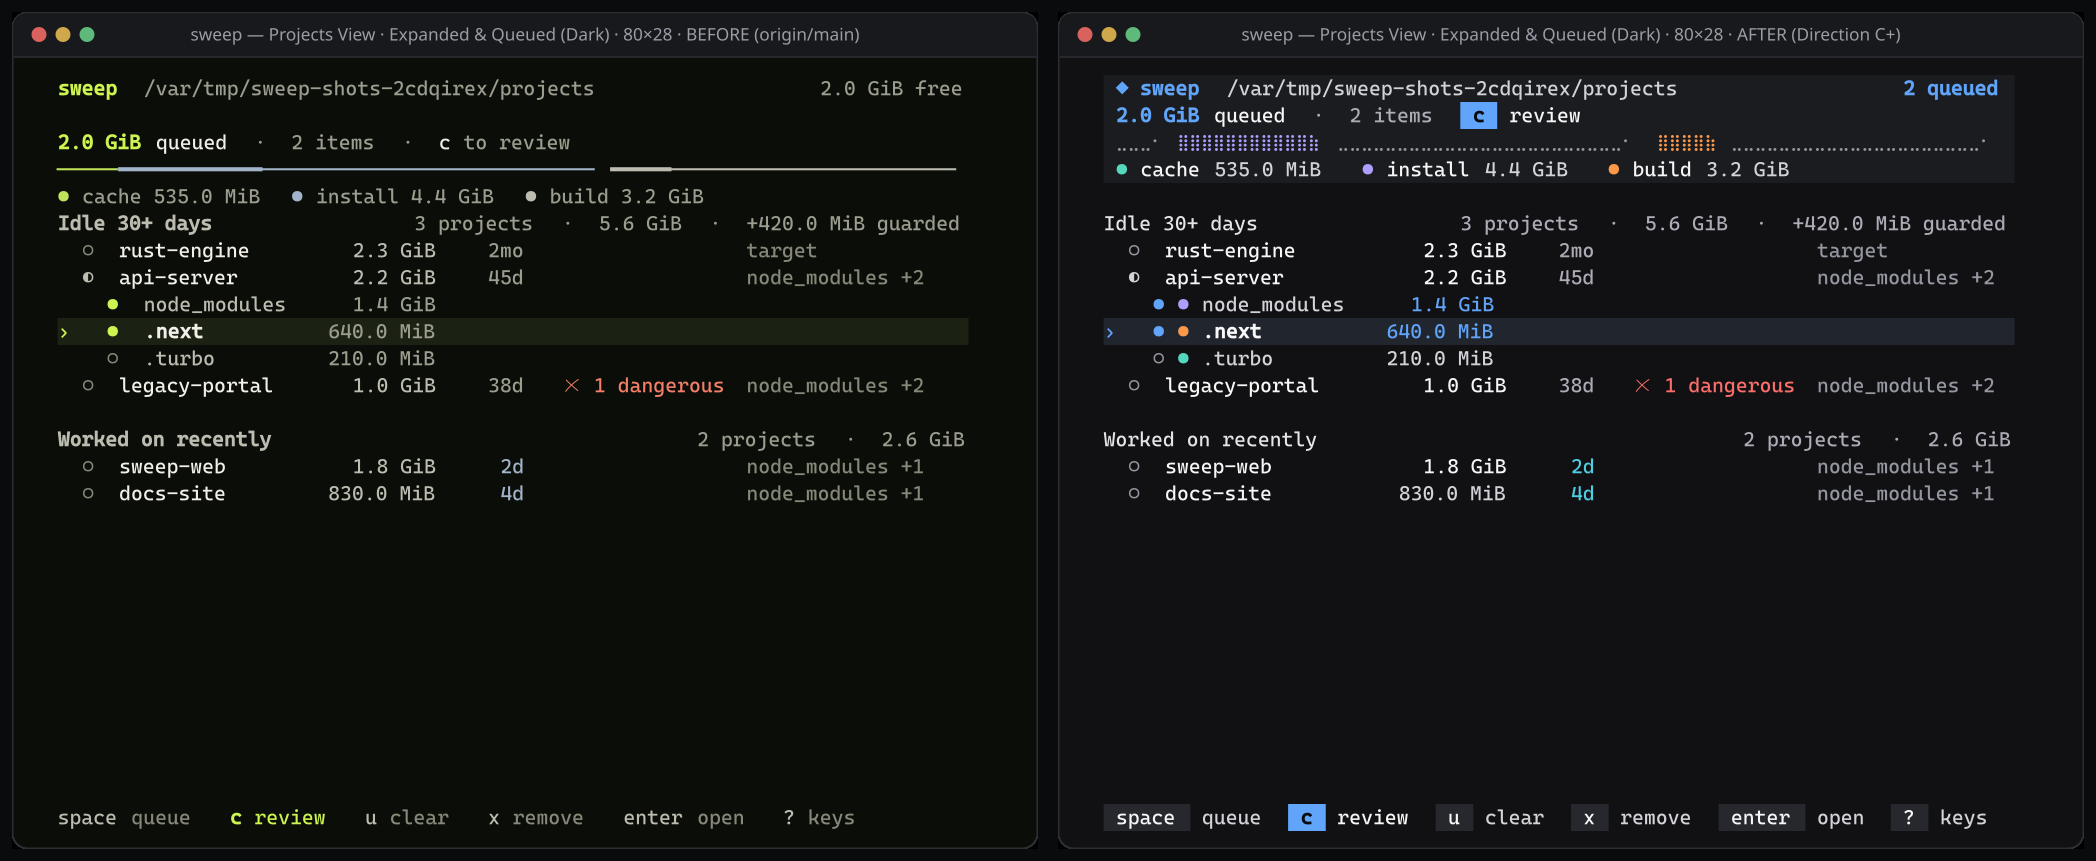 sweep — Projects View · Expanded & Queued (Dark) · 80×28 · BEFORE (origin/main)
sweep /var/tmp/sweep-shots-2cdqirex/projects 2.0 GiB free
2.0 GiB queued · 2 items · c to review
● cache 535.0 MiB ● install 4.4 GiB ● build 3.2 GiB
Idle 30+ days 3 projects · 5.6 GiB · +420.0 MiB guarded
○ rust-engine 2.3 GiB 2mo target
◐ api-server 2.2 GiB 45d node_modules +2
● node_modules 1.4 GiB
› ● .next 640.0 MiB
○ .turbo 210.0 MiB
○ legacy-portal 1.0 GiB 38d ✕ 1 dangerous node_modules +2
Worked on recently 2 projects · 2.6 GiB
○ sweep-web 1.8 GiB 2d node_modules +1
○ docs-site 830.0 MiB 4d node_modules +1
space queue c review u clear x remove enter open ? keys
sweep — Projects View · Expanded & Queued (Dark) · 80×28 · AFTER (Direction C+)
◆ sweep /var/tmp/sweep-shots-2cdqirex/projects 2 queued
2.0 GiB queued · 2 items c review
● cache 535.0 MiB ● install 4.4 GiB ● build 3.2 GiB
Idle 30+ days 3 projects · 5.6 GiB · +420.0 MiB guarded
○ rust-engine 2.3 GiB 2mo target
◐ api-server 2.2 GiB 45d node_modules +2
● ● node_modules 1.4 GiB
› ● ● .next 640.0 MiB
○ ● .turbo 210.0 MiB
○ legacy-portal 1.0 GiB 38d ✕ 1 dangerous node_modules +2
Worked on recently 2 projects · 2.6 GiB
○ sweep-web 1.8 GiB 2d node_modules +1
○ docs-site 830.0 MiB 4d node_modules +1
space queue c review u clear x remove enter open ? keys